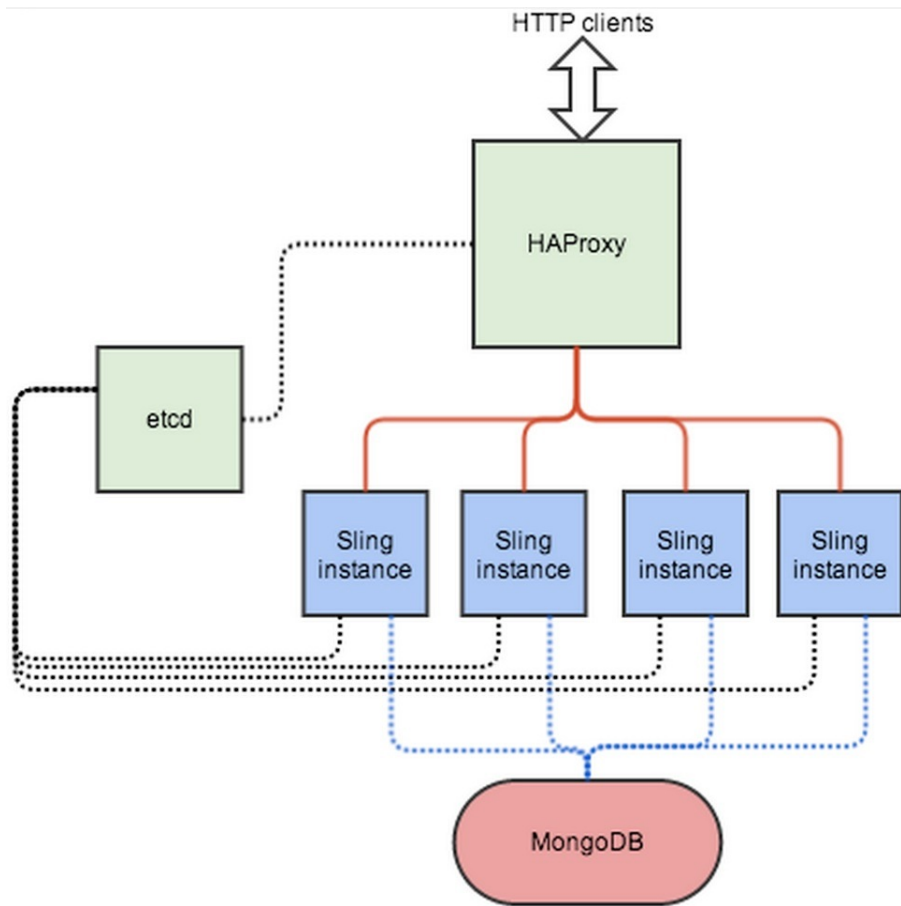 HTTP clients
HAProxy
etcd
Sling
instance
Sling
instance
Sling
instance
Sling
instance
MongoDB